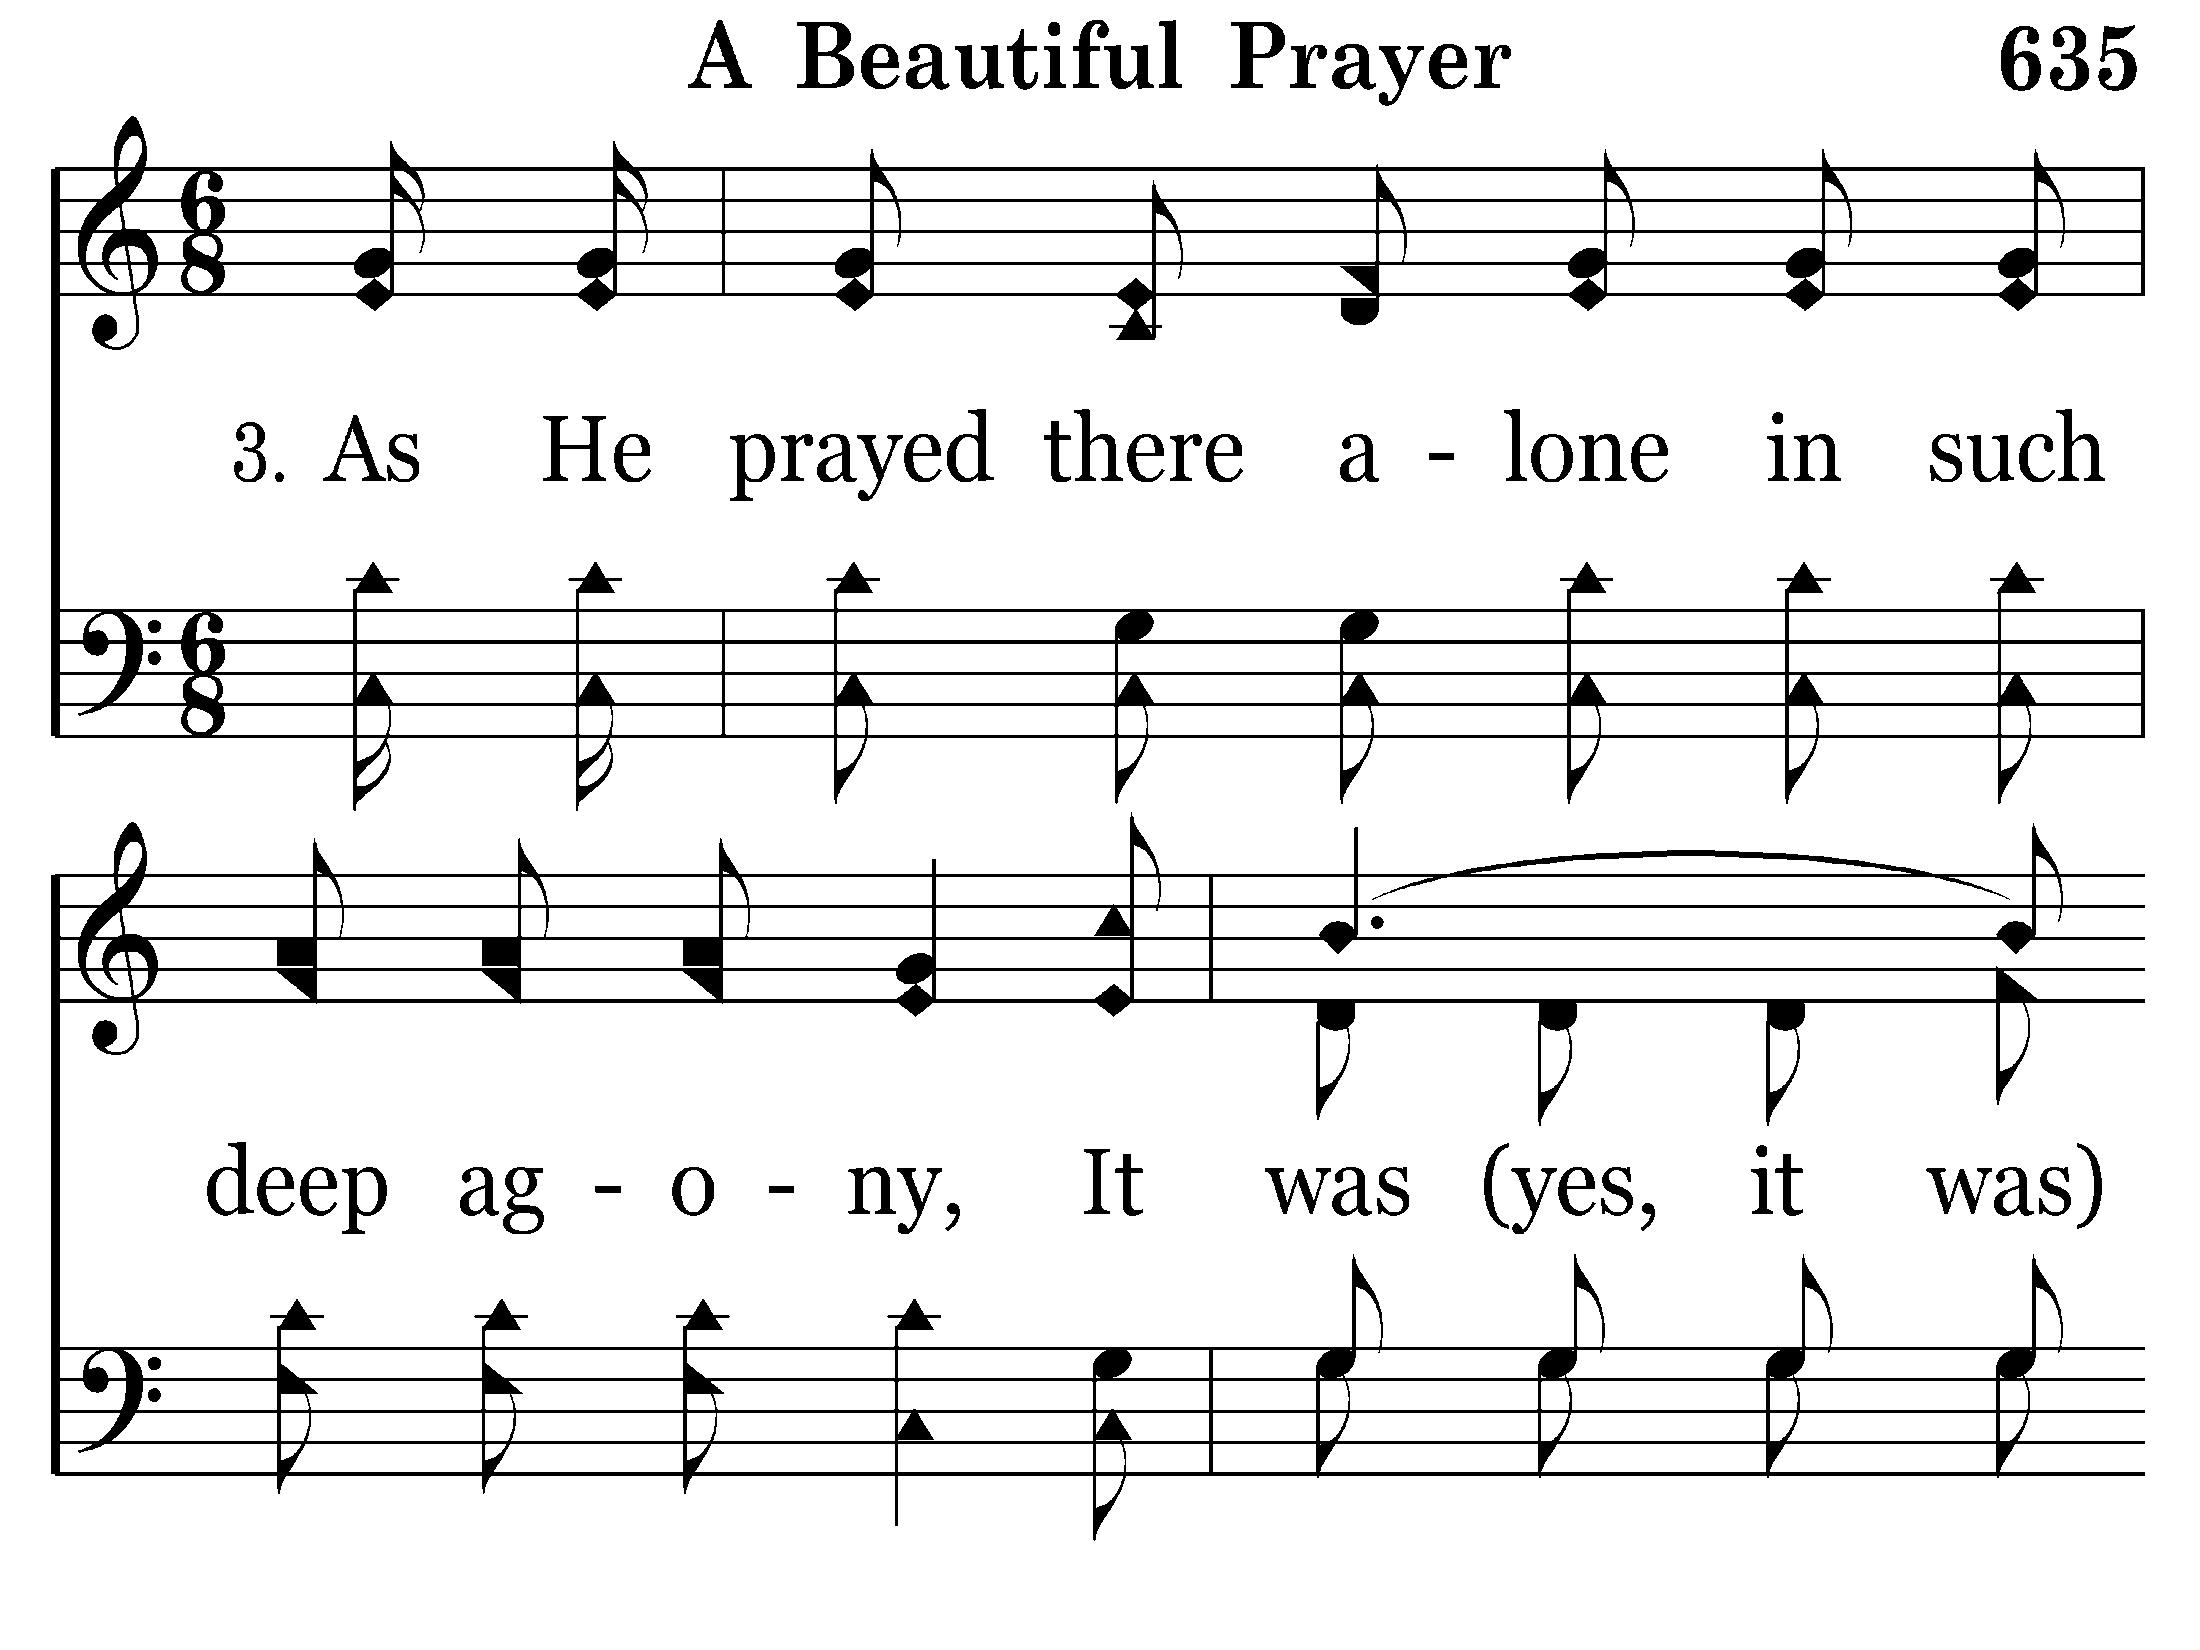 A Beautiful Prayer 635
3. As He prayed there a - lone in such
deep ag - o - ny, It was (yes, it was)